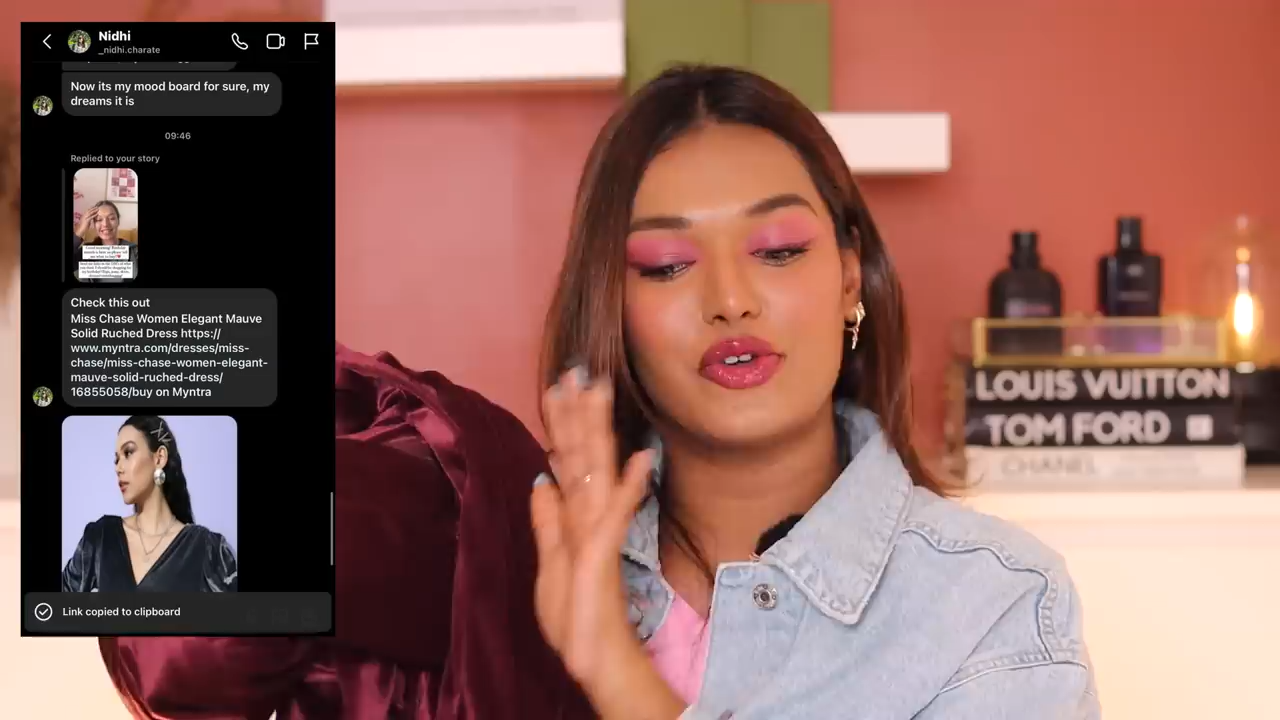 Nidhi
_nidhi.charate
Now its my mood board for sure, my
dreams it is
09:46
Replied to your story
Check this out
Miss Chase Women Elegant Mauve
Solid Ruched Dress https://
www.myntra.com/dresses/miss-
chase/miss-chase-women-elegant-
mauve-solid-ruched-dress/
16855058/buy on Myntra
Link copied to clipboard
LOUIS VUITTON
TOM FORD
CHANEL